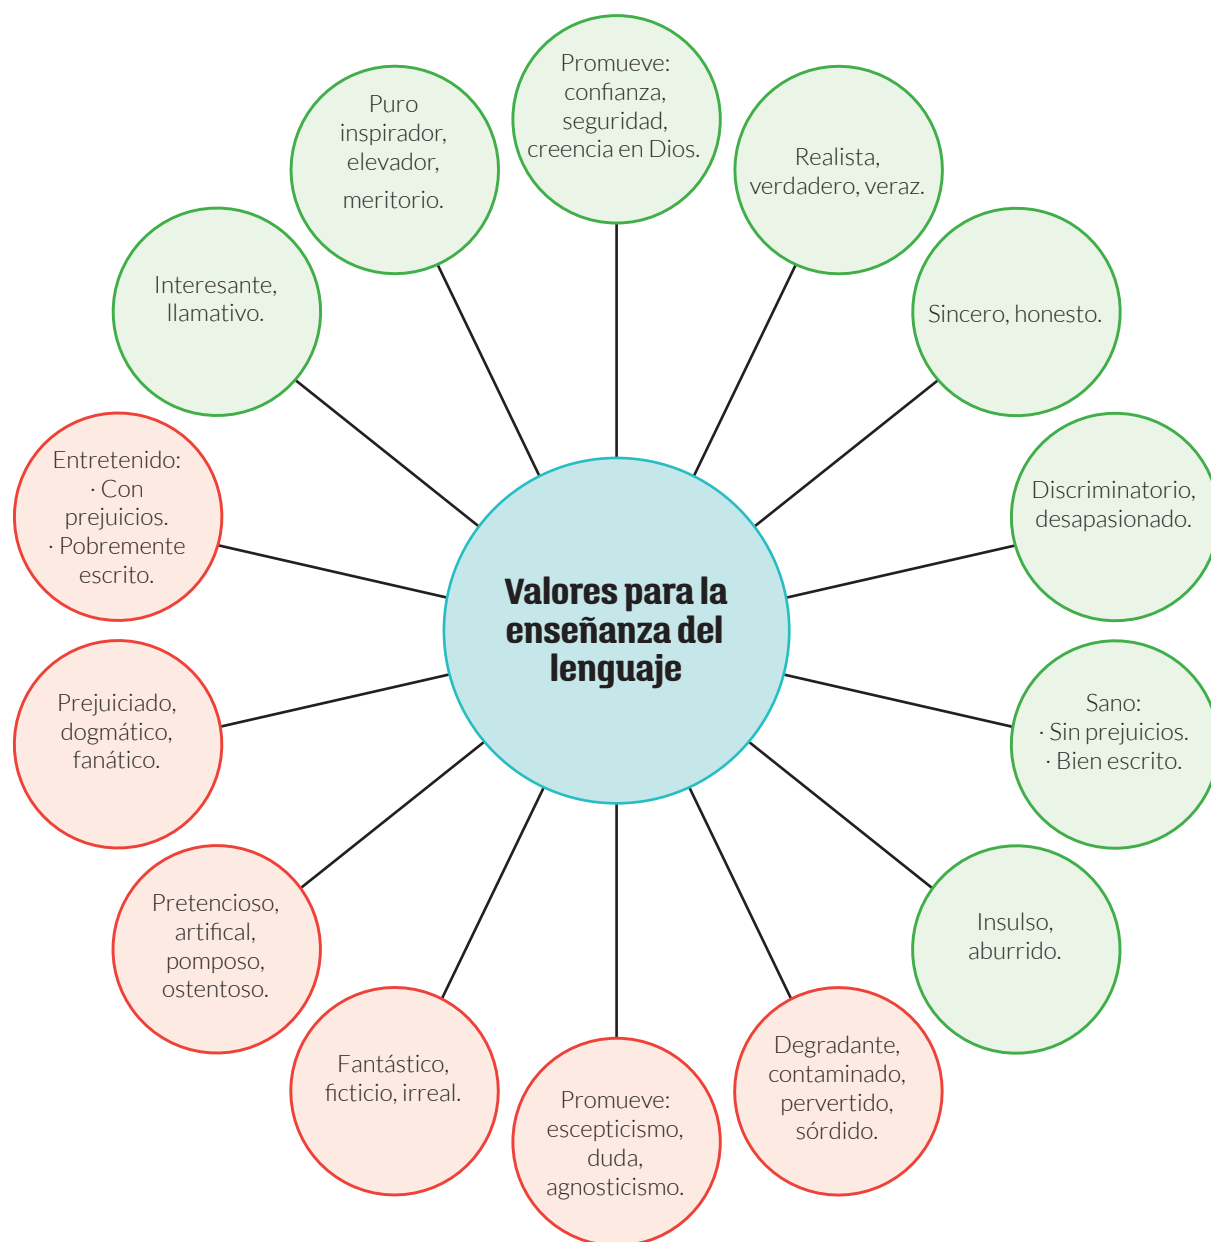 Promueve:
confianza,
seguridad,
creencia en Dios.
Realista,
verdadero, veraz.
Sincero, honesto.
Discriminatorio,
desapasionado.
Sano:
· Sin prejuicios.
· Bien escrito.
Insulso,
aburrido.
Degradante,
contaminado,
pervertido,
sórdido.
Promueve:
escepticismo,
duda,
agnosticismo.
Fantástico,
ficticio, irreal.
Pretencioso,
artifical,
pomposo,
ostentoso.
Prejuiciado,
dogmático,
fanático.
Entretenido:
· Con
prejuicios.
· Pobremente
escrito.
Interesante,
llamativo.
Puro
inspirador,
elevador,
meritorio.
Valores para la
enseñanza del
lenguaje